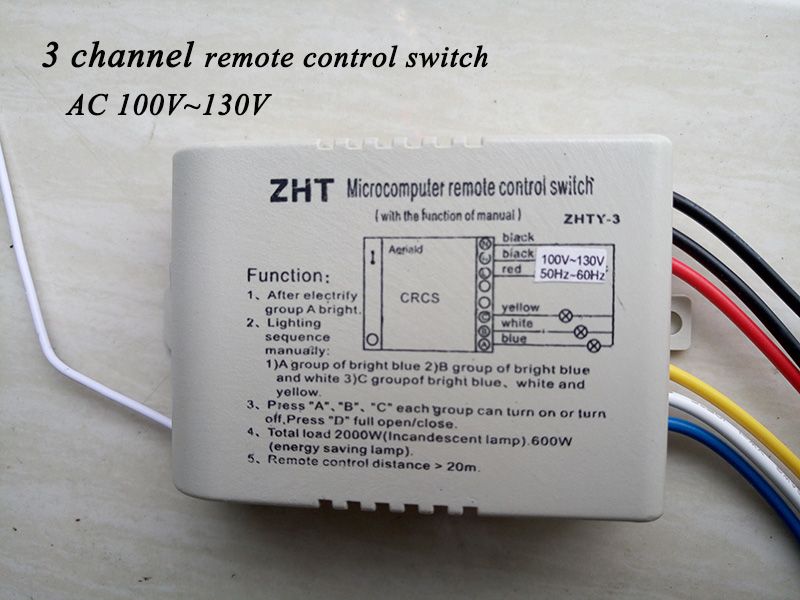 3 channel remote control switch
AC 100V~130V
ZHT Microcomputer remote control switch
(with the function of manual) ZHTY-3
black
Aeriald
black
red
100V~130V
50Hz~60Hz
N
L
CRCS
yellow
white
blue
C
B
A
Function:
1、After electrify
group A bright.
2、Lighting
sequence
manually:
1)A group of bright blue 2)B group of bright blue
and white 3)C groupof bright blue、white and
yellow.
3、Press "A"、"B"、"C" each group can turn on or turn
off,Press "D" full open/close.
4、Total load 2000W(Incandescent lamp).600W
(energy saving lamp).
5、Remote control distance > 20m.